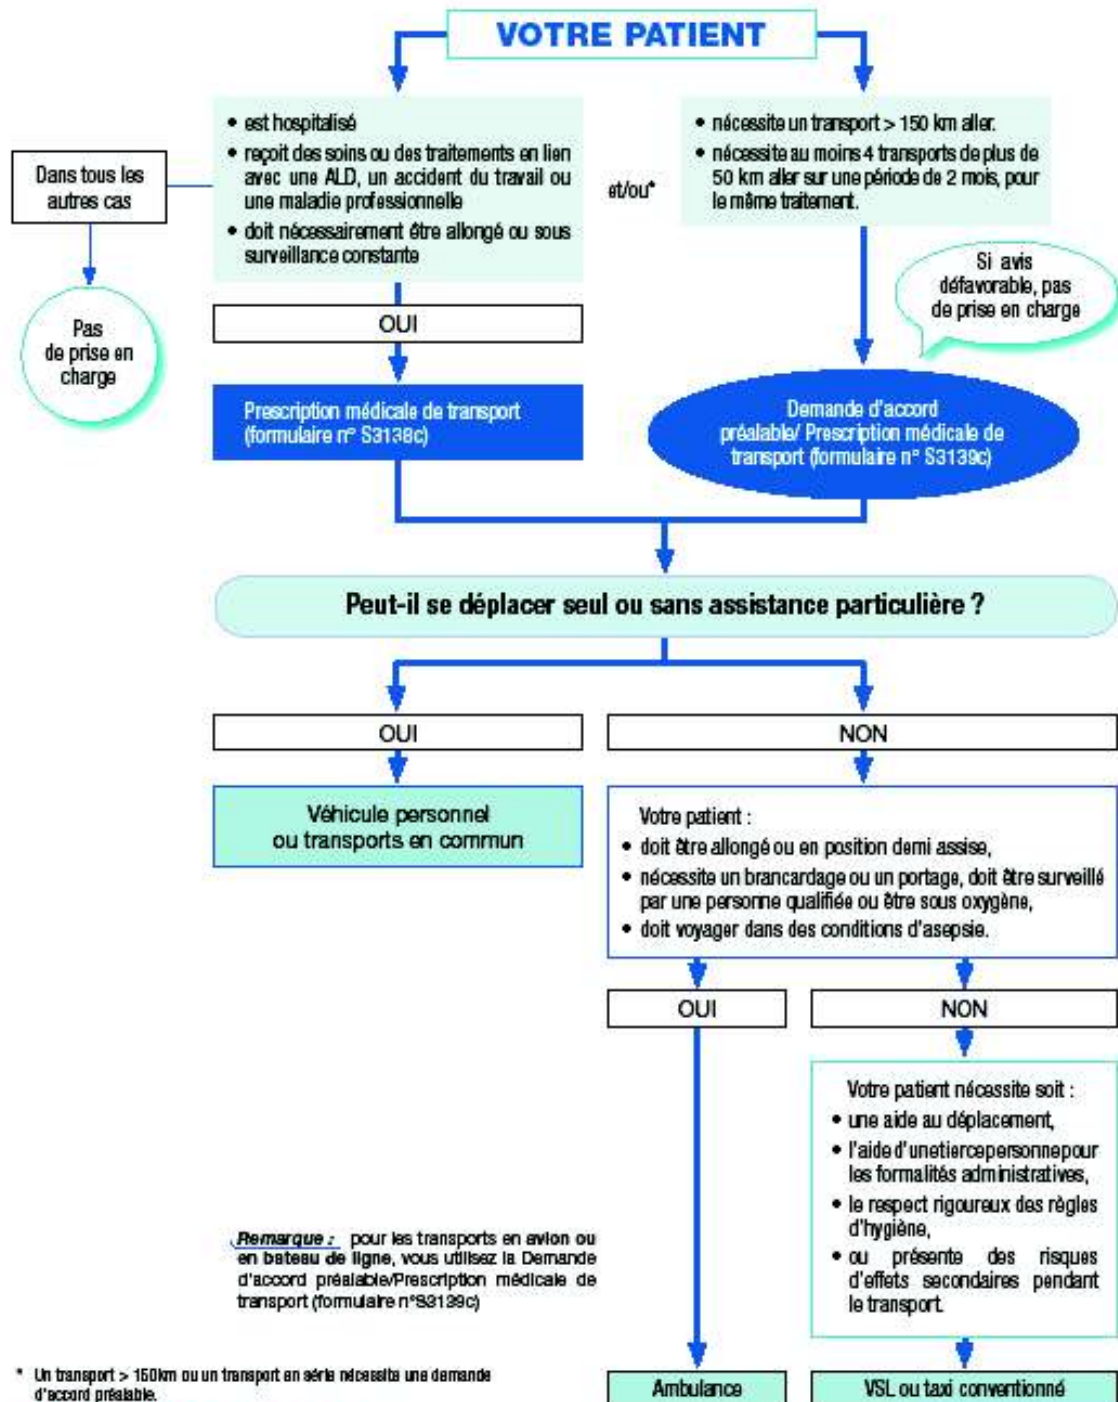 VOTRE PATIENT
• est hospitalisé
• reçoit des soins ou des traitements en lien
avec une ALD, un accident du travail ou
une maladie professionnelle
• doit nécessairement être allongé ou sous
surveillance constante
et/ou*
• nécessite un transport > 150 km aller.
• nécessite au moins 4 transports de plus de
50 km aller sur une période de 2 mois, pour
le même traitement.
Dans tous les
autres cas
Pas
de prise en
charge
Si avis
défavorable, pas
de prise en charge
OUI
Prescription médicale de transport
(formulaire n° S3138c)
Demande d'accord
préalable/ Prescription médicale de
transport (formulaire n° S3139c)
Peut-il se déplacer seul ou sans assistance particulière ?
OUI
NON
Véhicule personnel
ou transports en commun
Votre patient :
• doit être allongé ou en position demi assise,
• nécessite un brancardage ou un portage, doit être surveillé
par une personne qualifiée ou être sous oxygène,
• doit voyager dans des conditions d'asepsie.
OUI
NON
Votre patient nécessite soit :
• une aide au déplacement,
• l'aide d'unetiercepersonnepour
les formalités administratives,
• le respect rigoureux des règles
d'hygiène,
• ou présente des risques
d'effets secondaires pendant
le transport.
Remarque : pour les transports en avion ou
en bateau de ligne, vous utilisez la Demande
d'accord préalable/Prescription médicale de
transport (formulaire n°S3139c)
* Un transport > 150km ou un transport en série nécessite une demande
d'accord préalable.
Ambulance
VSL ou taxi conventionné